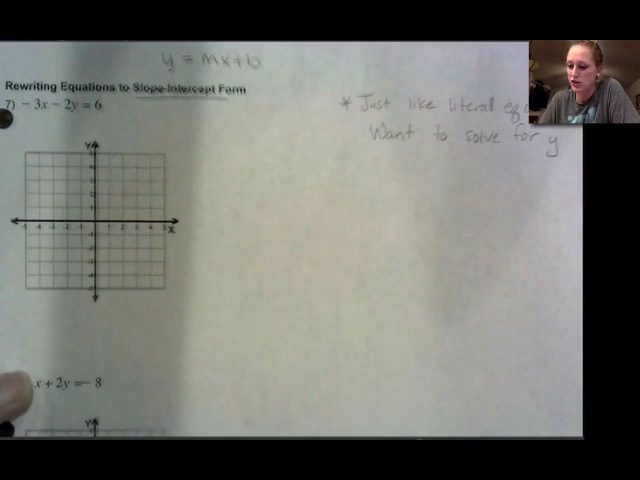 y = mx+b
Rewriting Equations to Slope-Intercept Form
7) − 3x − 2y = 6
* Just like literal
Want to solve for y
Y
X
x + 2y = − 8
Y